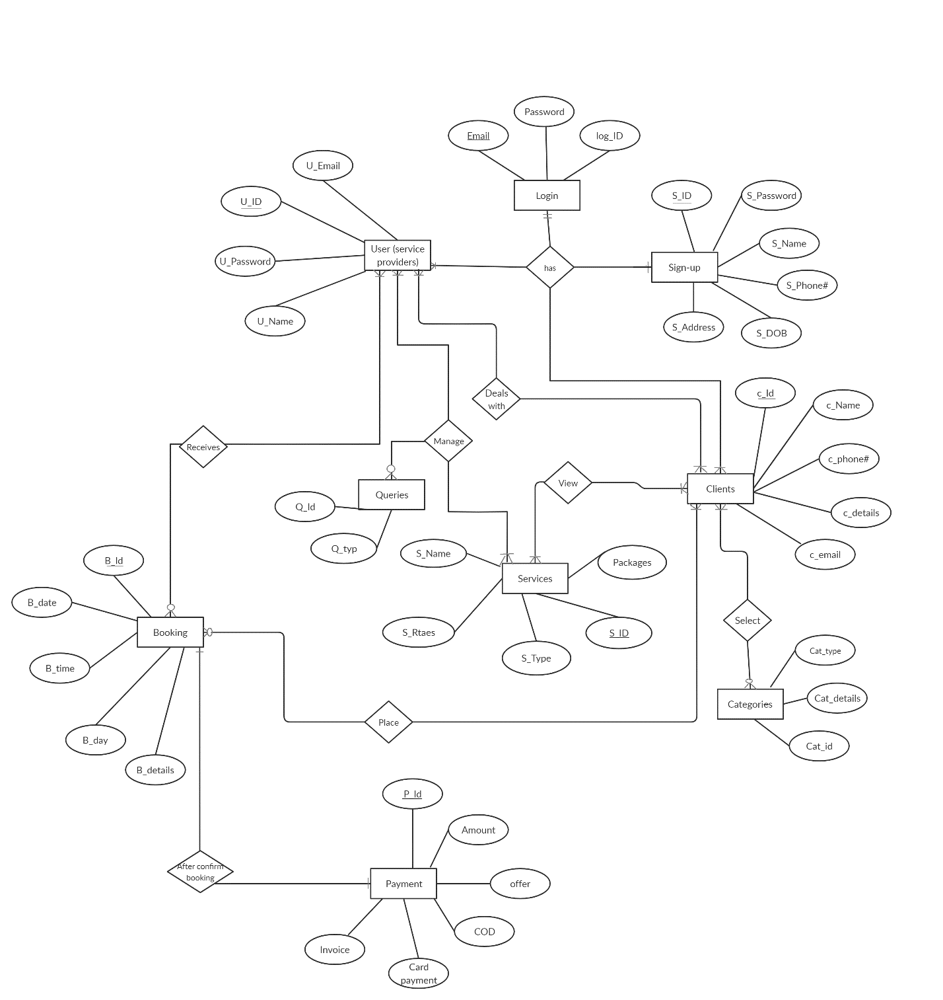 Password
Email
log_ID
U_Email
Login
S_ID
S_Password
U_ID
S_Name
User (service
providers)
U_Password
has
Sign-up
S_Phone#
U_Name
S_Address
S_DOB
Deals
with
c_Id
c_Name
Receives
Manage
c_phone#
View
Clients
Queries
Q_Id
c_details
Q_typ
S_Name
Packages
c_email
B_Id
Services
B_date
Booking
S_Rtaes
S_ID
Select
S_Type
Cat_type
B_time
Cat_details
Categories
Place
B_day
Cat_id
B_details
P_Id
Amount
After confirm
booking
Payment
offer
COD
Invoice
Card
payment